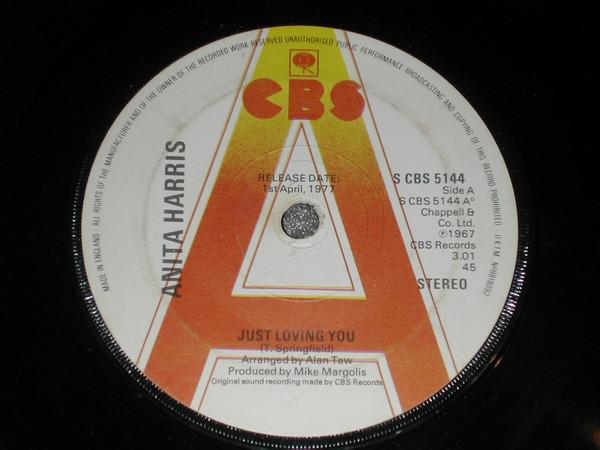 MADE IN ENGLAND · ALL RIGHTS OF THE MANUFACTURER AND OF THE OWNER OF THE RECORDED WORK RESERVED UNAUTHORISED PUBLIC PERFORMANCE BROADCASTING AND COPYING OF THIS RECORD PROHIBITED · U.K.T.M.
CBS
ANITA HARRIS
RELEASE DATE:
1st April, 1977
S CBS 5144
Side A
S CBS 5144 A°
Chappell &
Co. Ltd.
℗1967
CBS Records
3.01
45
STEREO
JUST LOVING YOU
(T. Springfield)
Arranged by Alan Tew
Produced by Mike Margolis
Original sound recording made by CBS Records